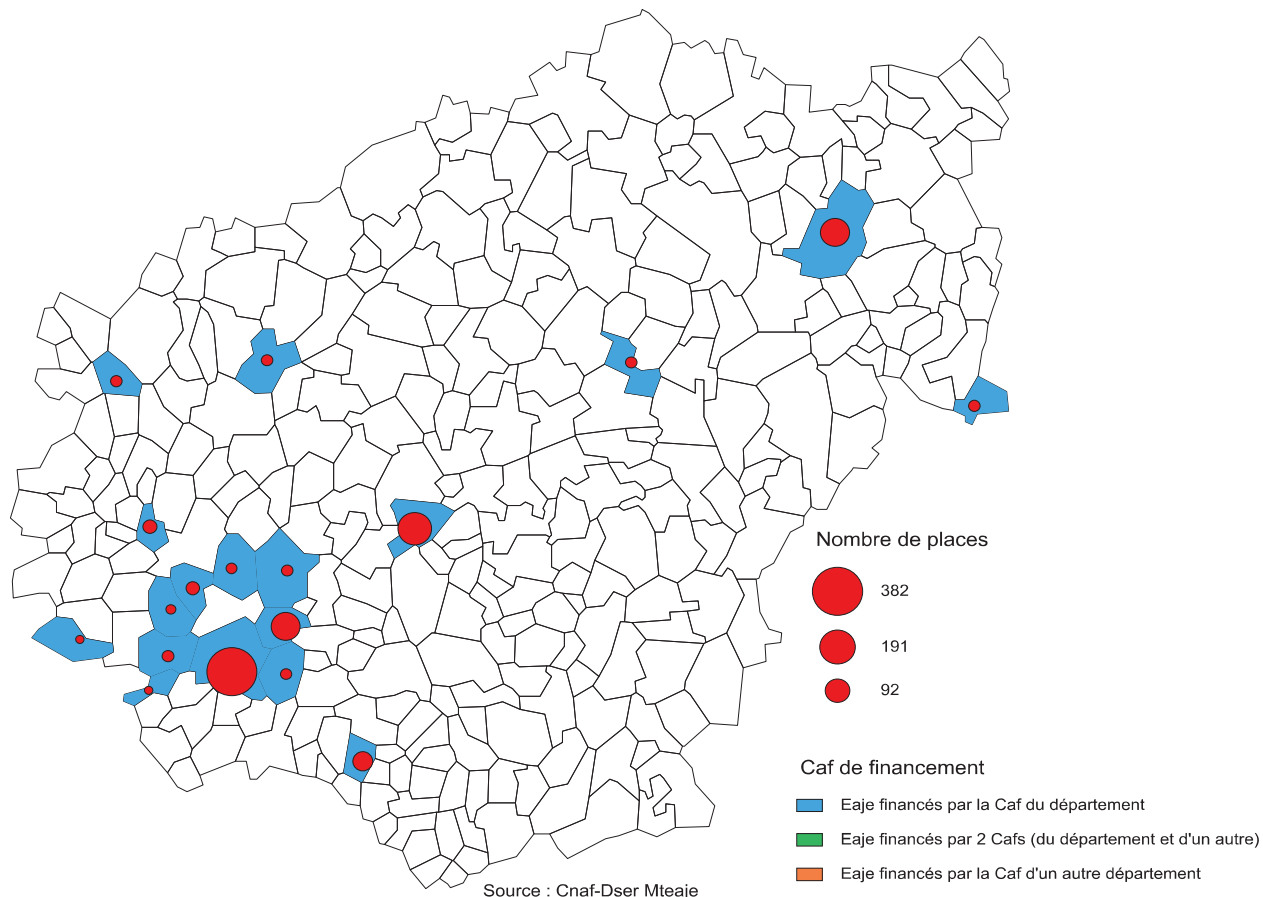 Nombre de places
382
191
92
Caf de financement
Eaje financés par la Caf du département
Eaje financés par 2 Cafs (du département et d'un autre)
Eaje financés par la Caf d'un autre département
Source : Cnaf-Dser Mteaie